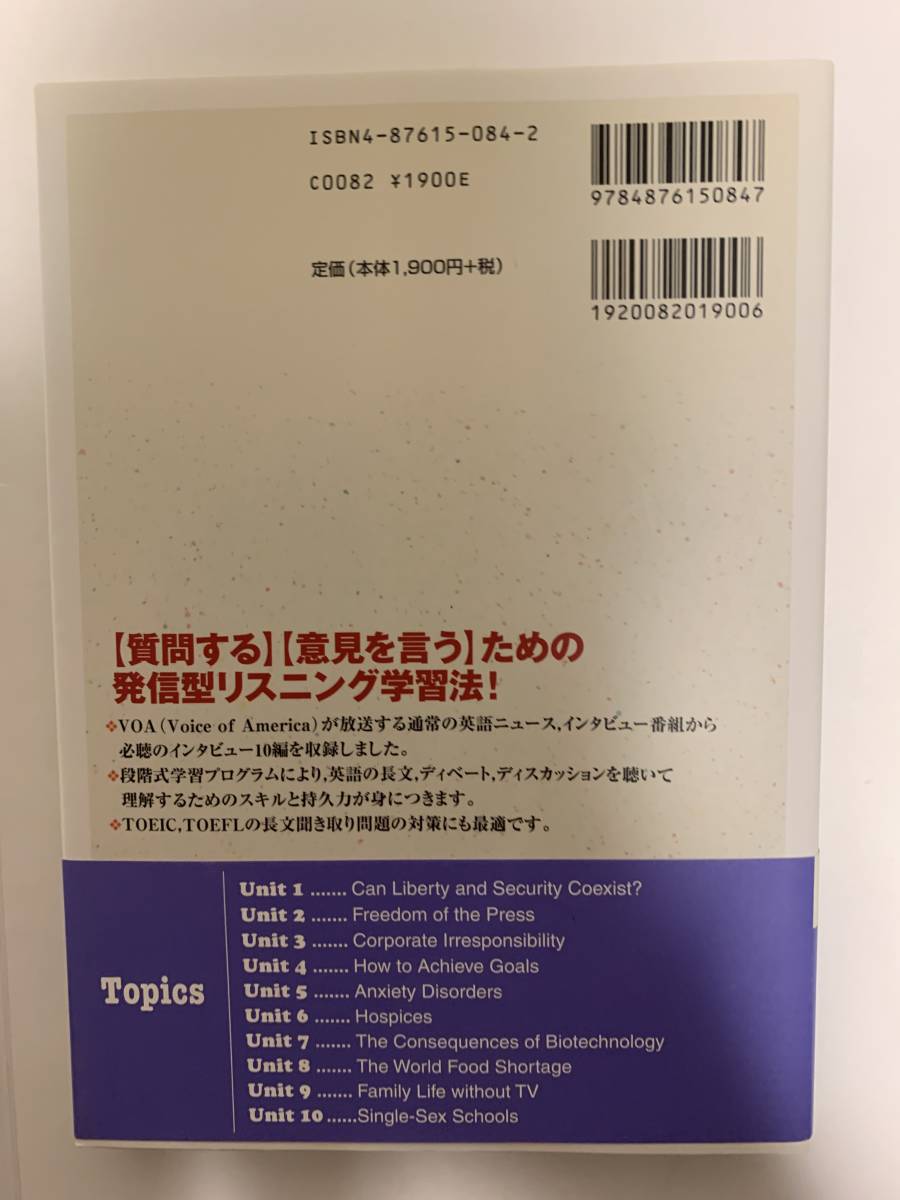 ISBN4-87615-084-2
C0082 ¥1900E
9784876150847
定価(本体1,900円+税)
1920082019006
【質問する】【意見を言う】ための
発信型リスニング学習法!
❖VOA(Voice of America)が放送する通常の英語ニュース,インタビュー番組から
必聴のインタビュー10編を収録しました。
❖段階式学習プログラムにより,英語の長文,ディベート,ディスカッションを聴いて
理解するためのスキルと持久力が身につきます。
❖TOEIC,TOEFLの長文聞き取り問題の対策にも最適です。
Topics
Unit 1 ....... Can Liberty and Security Coexist?
Unit 2 ....... Freedom of the Press
Unit 3 ....... Corporate Irresponsibility
Unit 4 ....... How to Achieve Goals
Unit 5 ....... Anxiety Disorders
Unit 6 ....... Hospices
Unit 7 ....... The Consequences of Biotechnology
Unit 8 ....... The World Food Shortage
Unit 9 ....... Family Life without TV
Unit 10 ......Single-Sex Schools